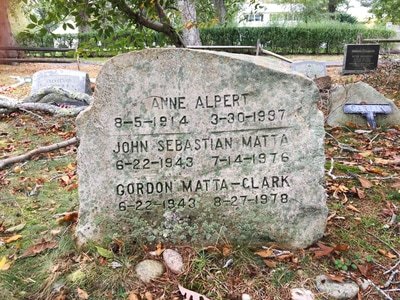 ANNE ALPERT
8-5-1914 3-30-1997
JOHN SEBASTIAN MATTA
6-22-1943 7-14-1976
GORDON MATTA-CLARK
6-22-1943 8-27-1978